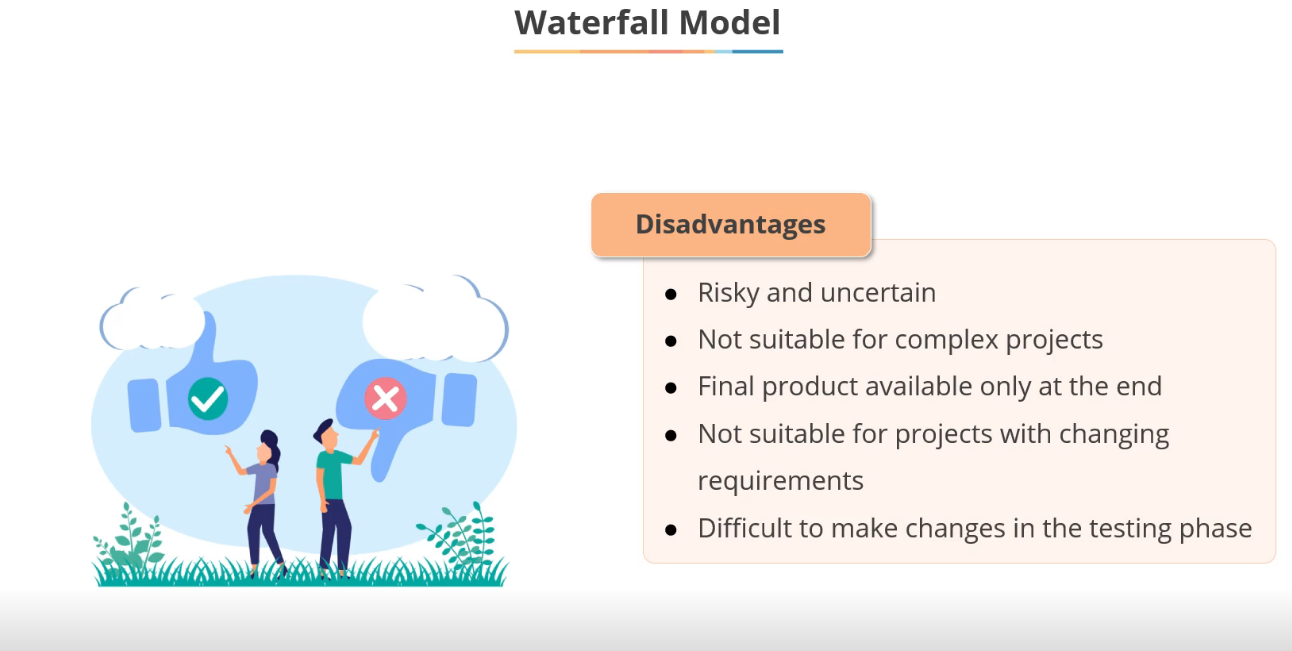 Waterfall Model
Disadvantages
● Risky and uncertain
● Not suitable for complex projects
● Final product available only at the end
● Not suitable for projects with changing
requirements
● Difficult to make changes in the testing phase